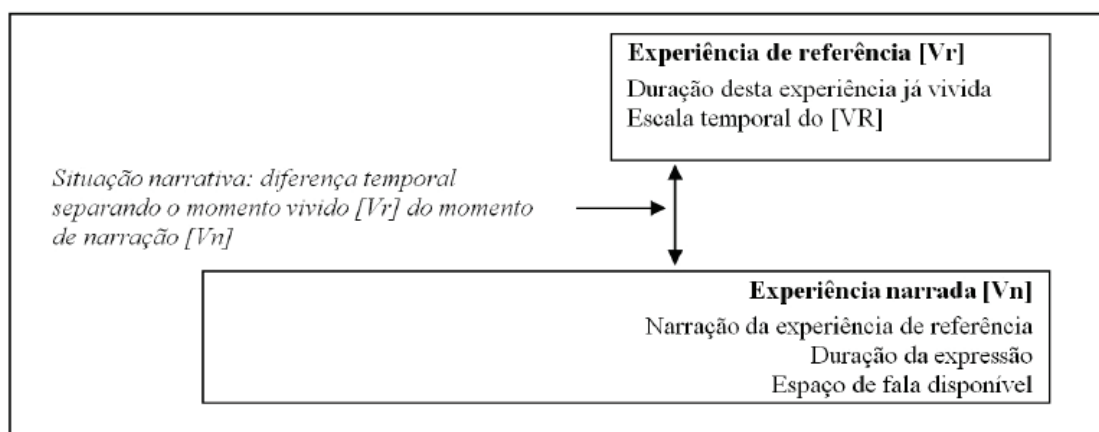 Experiência de referência [Vr]
Duração desta experiência já vivida
Escala temporal do [VR]
Situação narrativa: diferença temporal
separando o momento vivido [Vr] do momento
de narração [Vn]
Experiência narrada [Vn]
Narração da experiência de referência
Duração da expressão
Espaço de fala disponível